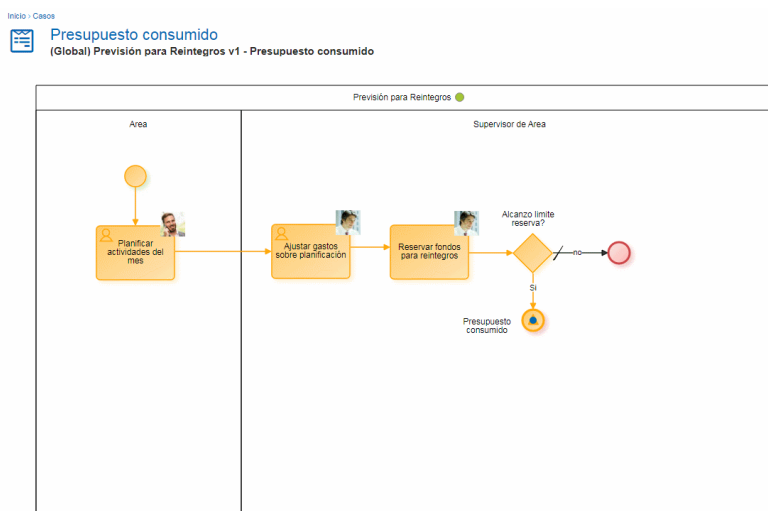 Inicio › Casos
Presupuesto consumido
(Global) Previsión para Reintegros v1 - Presupuesto consumido
Previsión para Reintegros
Area
Supervisor de Area
Planificar
actividades del
mes
Ajustar gastos
sobre planificación
Reservar fondos
para reintegros
Alcanzo limite
reserva?
no
Si
Presupuesto
consumido